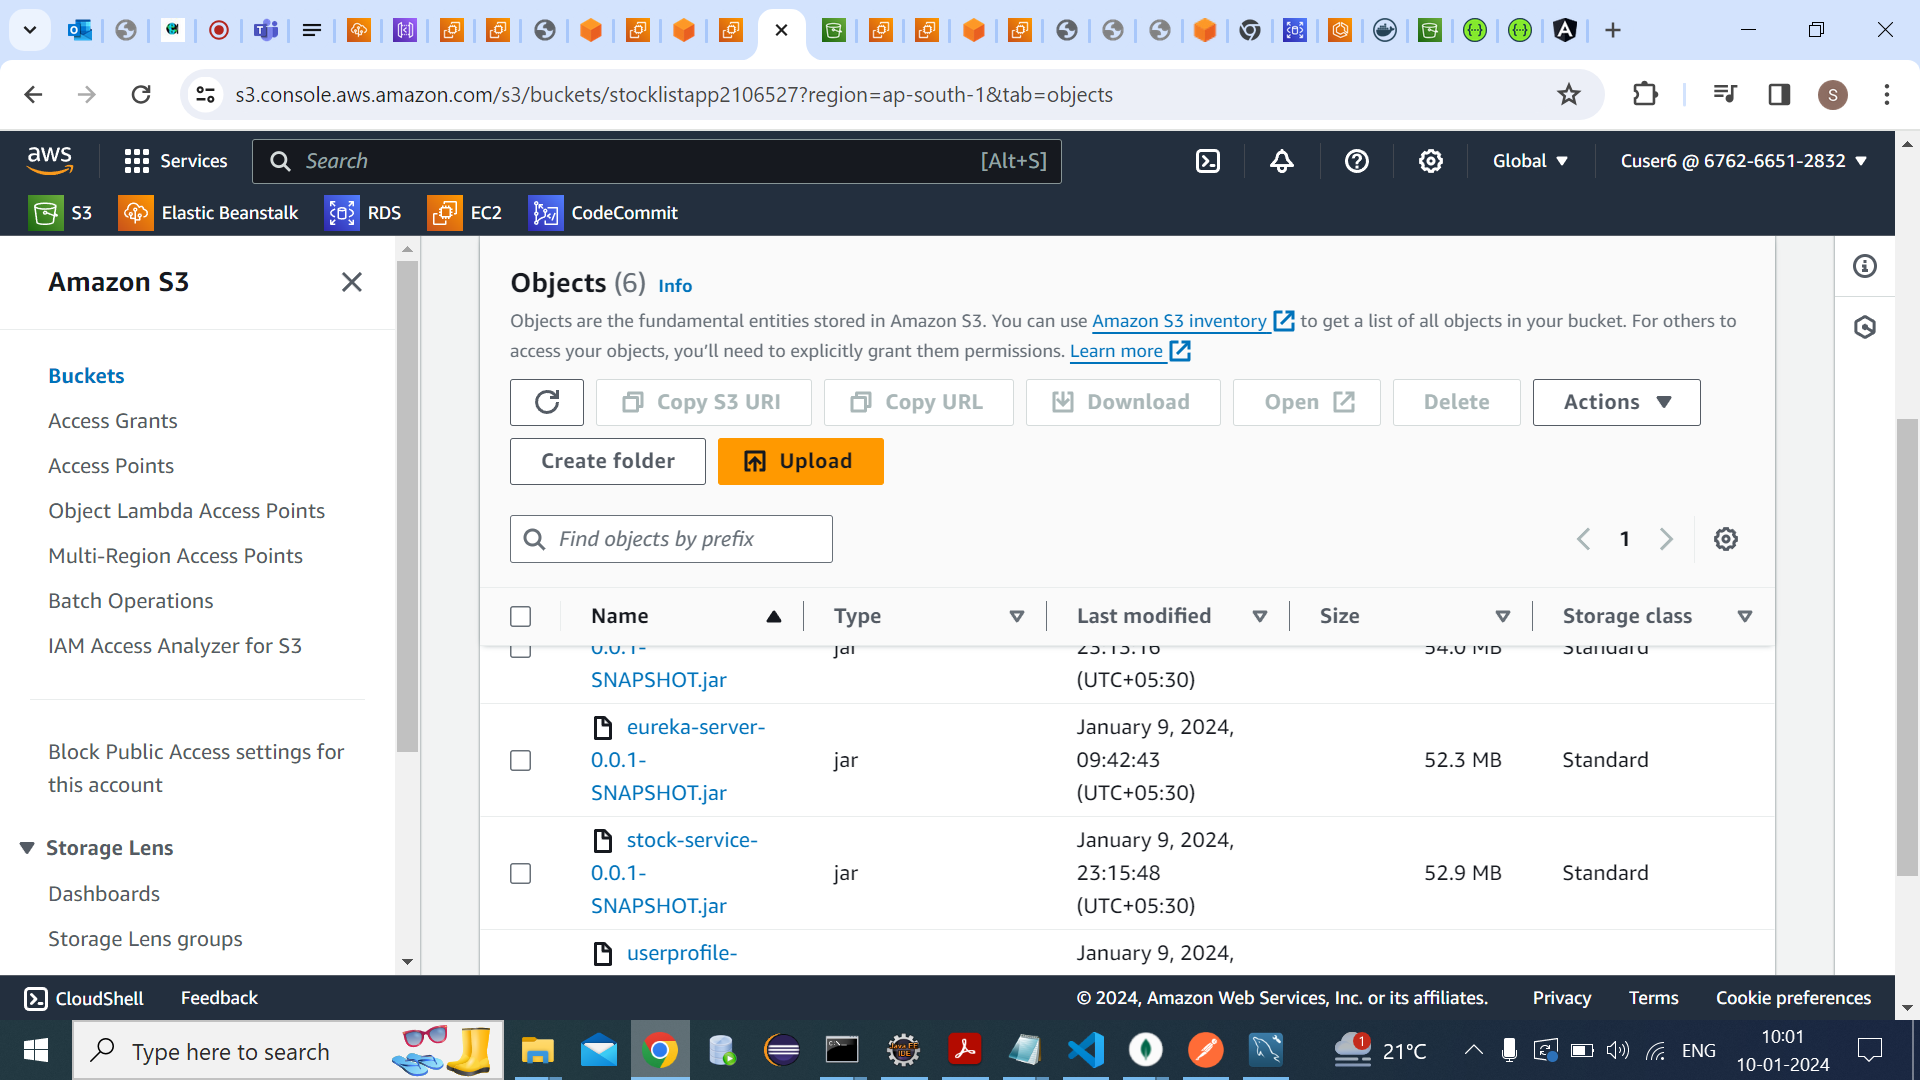 s3.console.aws.amazon.com/s3/buckets/stocklistapp2106527?region=ap-south-1&tab=objects
S
aws
Services
Search
[Alt+S]
Global
Cuser6 @ 6762-6651-2832
S3
Elastic Beanstalk
RDS
EC2
CodeCommit
Amazon S3
Buckets
Access Grants
Access Points
Object Lambda Access Points
Multi-Region Access Points
Batch Operations
IAM Access Analyzer for S3
Block Public Access settings for
this account
Storage Lens
Dashboards
Storage Lens groups
Objects (6) Info
Objects are the fundamental entities stored in Amazon S3. You can use Amazon S3 inventory to get a list of all objects in your bucket. For others to
access your objects, you’ll need to explicitly grant them permissions. Learn more
Copy S3 URI
Copy URL
Download
Open
Delete
Actions
Create folder
Upload
Find objects by prefix
1
Name
Type
Last modified
Size
Storage class
0.0.1- jar 23:13:16 54.0 MB Standard
SNAPSHOT.jar (UTC+05:30)
eureka-server- January 9, 2024,
0.0.1- jar 09:42:43 52.3 MB Standard
SNAPSHOT.jar (UTC+05:30)
stock-service- January 9, 2024,
0.0.1- jar 23:15:48 52.9 MB Standard
SNAPSHOT.jar (UTC+05:30)
userprofile- January 9, 2024,
CloudShell
Feedback
© 2024, Amazon Web Services, Inc. or its affiliates.
Privacy
Terms
Cookie preferences
Type here to search
1
21°C
ENG
10:01
10-01-2024